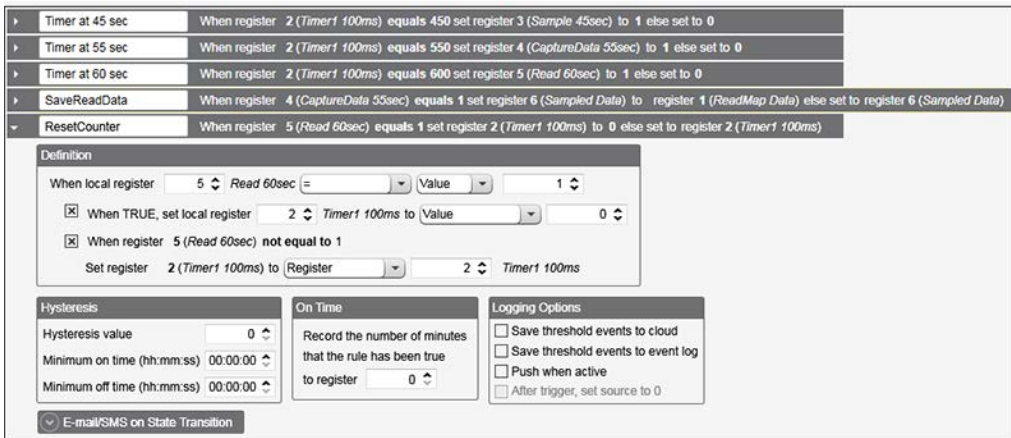 Timer at 45 sec When register 2 (Timer1 100ms) equals 450 set register 3 (Sample 45sec) to 1 else set to 0
Timer at 55 sec When register 2 (Timer1 100ms) equals 550 set register 4 (CaptureData 55sec) to 1 else set to 0
Timer at 60 sec When register 2 (Timer1 100ms) equals 600 set register 5 (Read 60sec) to 1 else set to 0
SaveReadData When register 4 (CaptureData 55sec) equals 1 set register 6 (Sampled Data) to register 1 (ReadMap Data) else set to register 6 (Sampled Data)
ResetCounter When register 5 (Read 60sec) equals 1 set register 2 (Timer1 100ms) to 0 else set to register 2 (Timer1 100ms)
Definition
When local register 5 Read 60sec = Value 1
When TRUE, set local register 2 Timer1 100ms to Value 0
When register 5 (Read 60sec) not equal to 1
Set register 2 (Timer1 100ms) to Register 2 Timer1 100ms
Hysteresis
Hysteresis value 0
Minimum on time (hh:mm:ss) 00:00:00
Minimum off time (hh:mm:ss) 00:00:00
On Time
Record the number of minutes
that the rule has been true
to register 0
Logging Options
Save threshold events to cloud
Save threshold events to event log
Push when active
After trigger, set source to 0
E-mail/SMS on State Transition